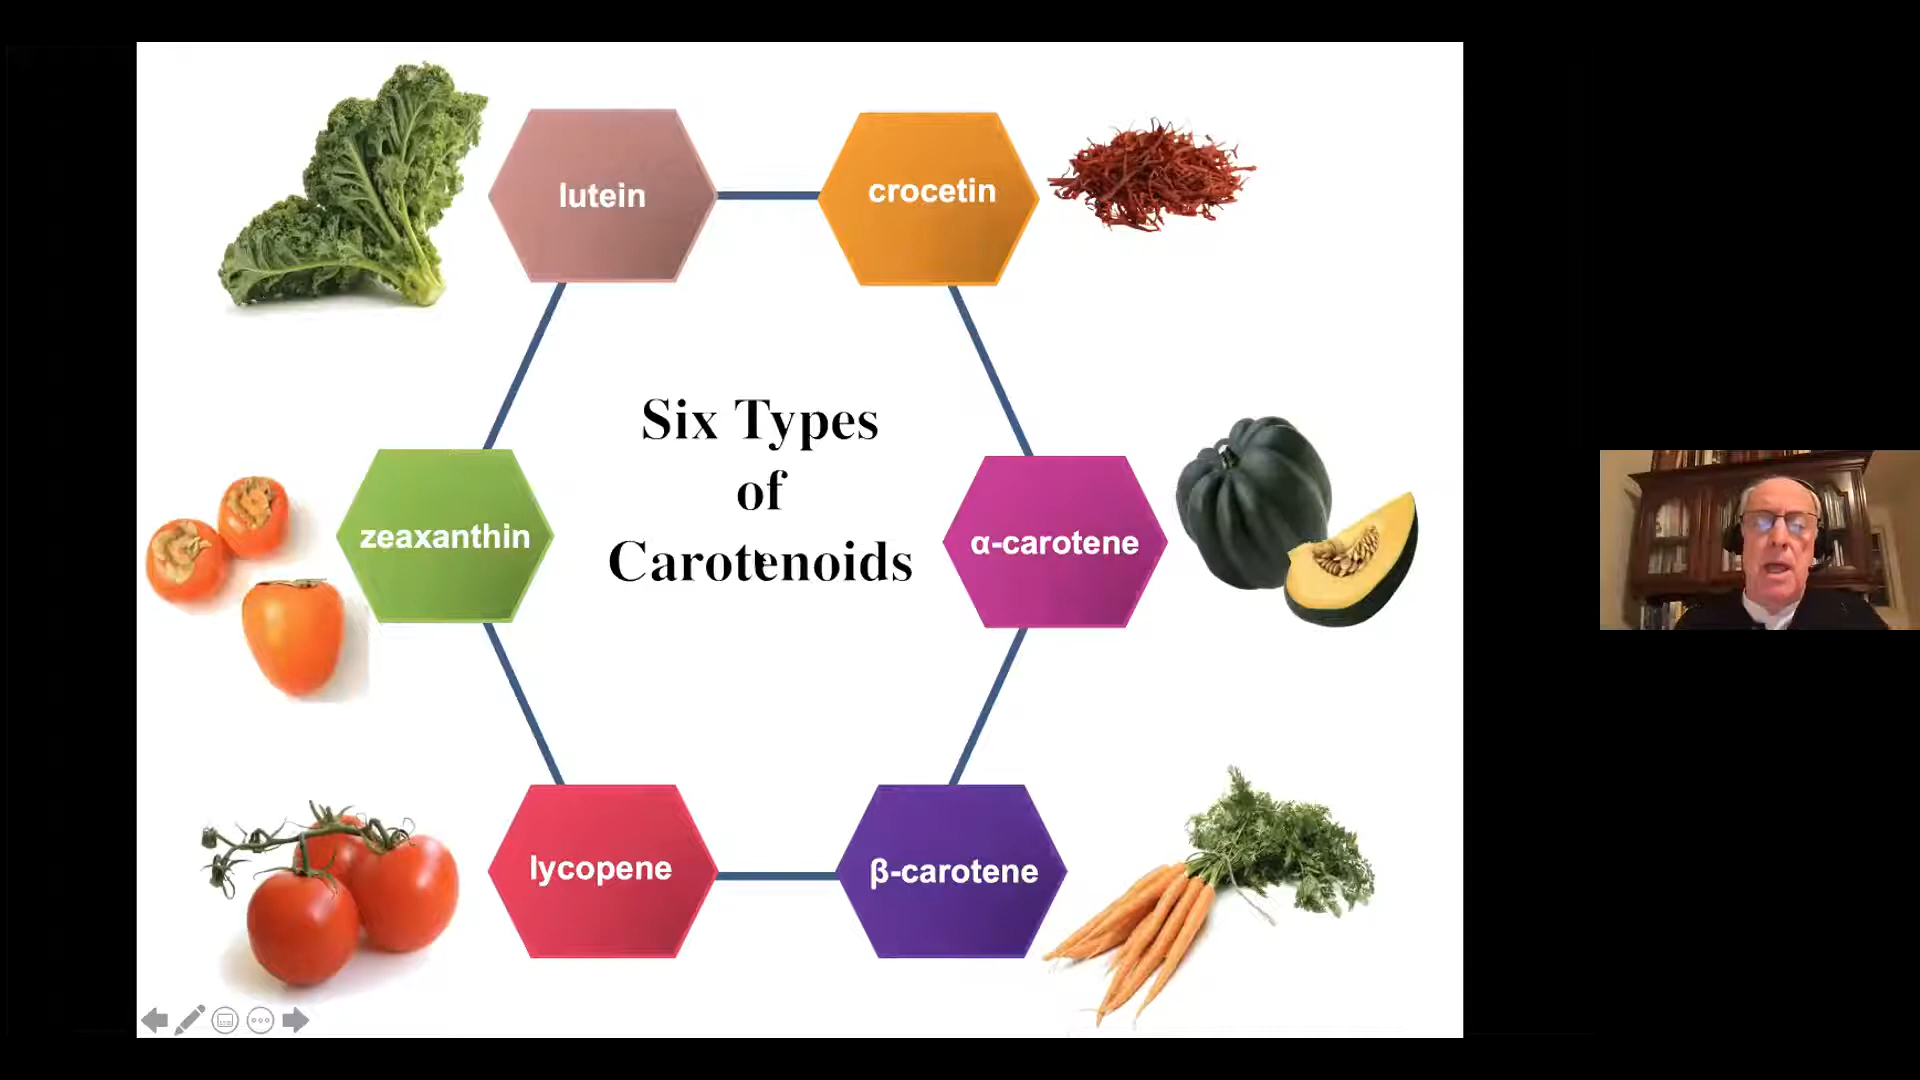 lutein
crocetin
Six Types
of
Carotenoids
zeaxanthin
α-carotene
lycopene
β-carotene